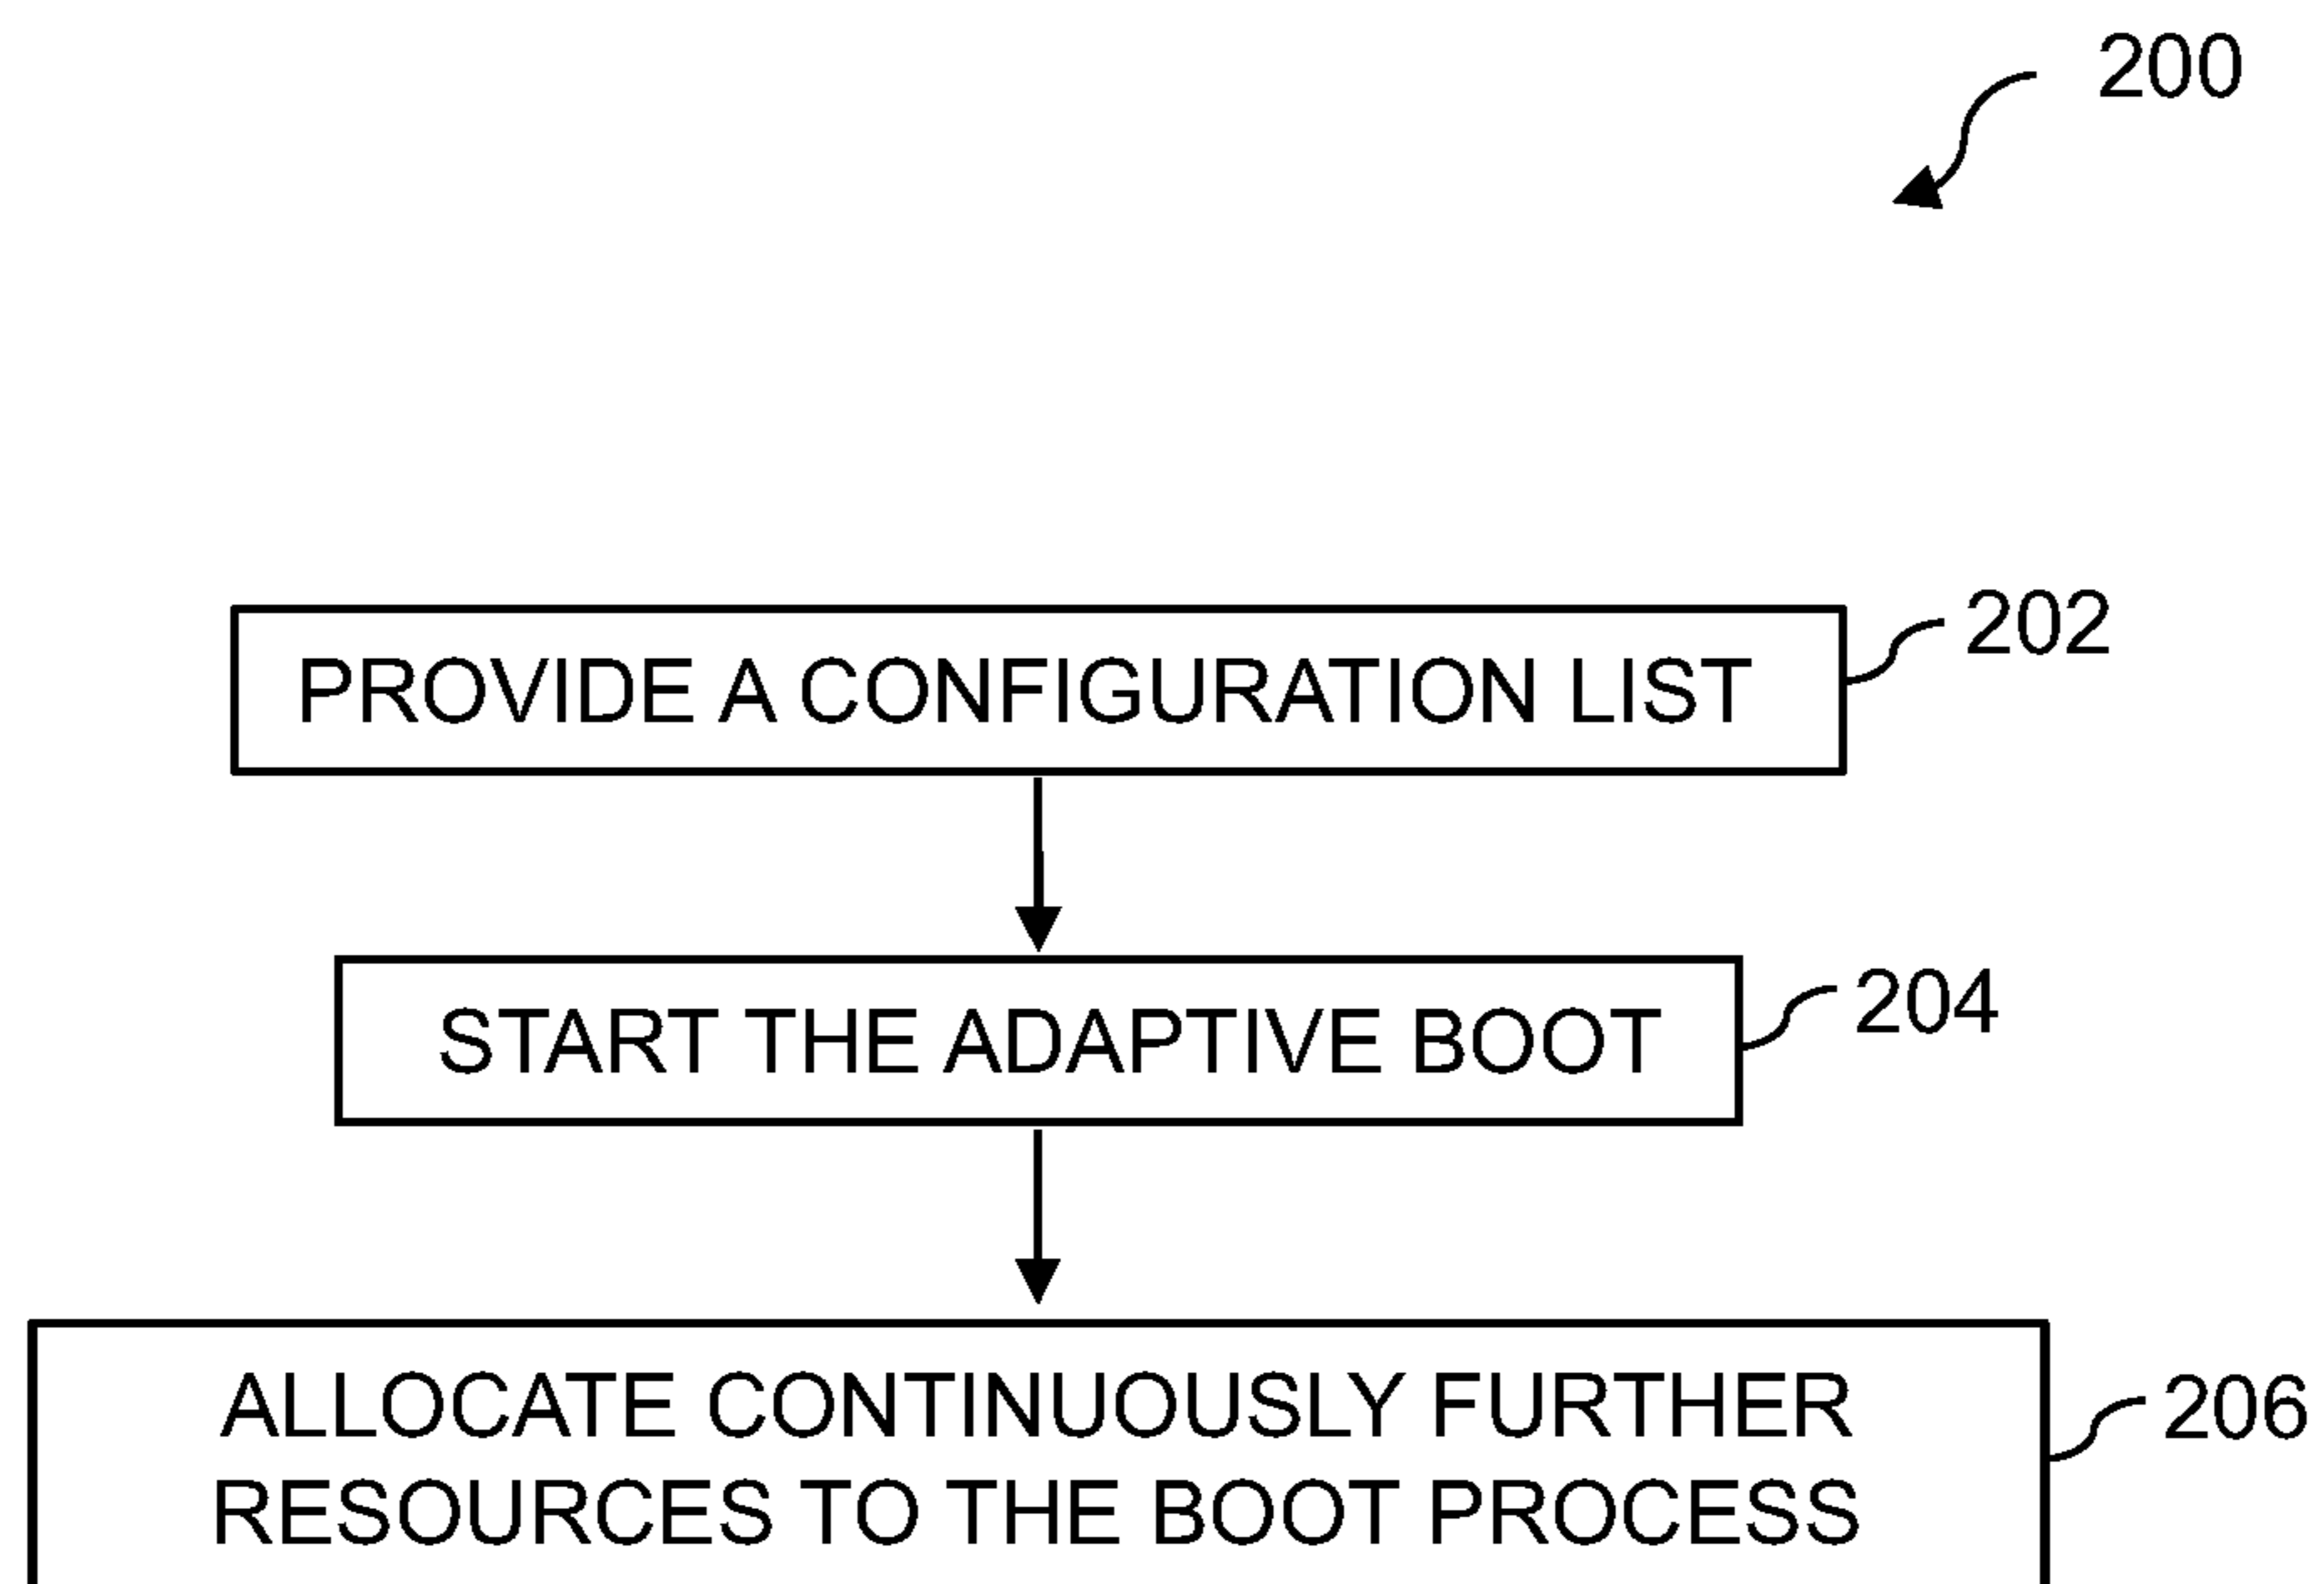 200
PROVIDE A CONFIGURATION LIST
202
START THE ADAPTIVE BOOT
204
ALLOCATE CONTINUOUSLY FURTHER
RESOURCES TO THE BOOT PROCESS
206